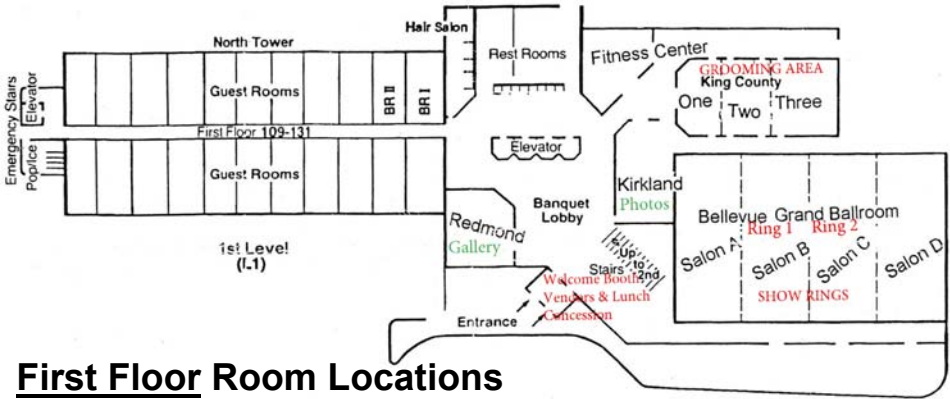 Hair Salon
North Tower
Rest Rooms
Fitness Center
GROOMING AREA
King County
One
Two
Three
Emergency Stairs
Elevator
Guest Rooms
BR II
BR I
First Floor 109-131
Pop/Ice
Guest Rooms
Elevator
Kirkland
Photos
Banquet
Lobby
Redmond
Gallery
Bellevue Grand Ballroom
Ring 1
Ring 2
Salon A
Salon B
Salon C
Salon D
SHOW RINGS
1st Level
(L1)
Up
to
2nd
Stairs
Welcome Booth
Vendors & Lunch
Concession
Entrance
First Floor Room Locations